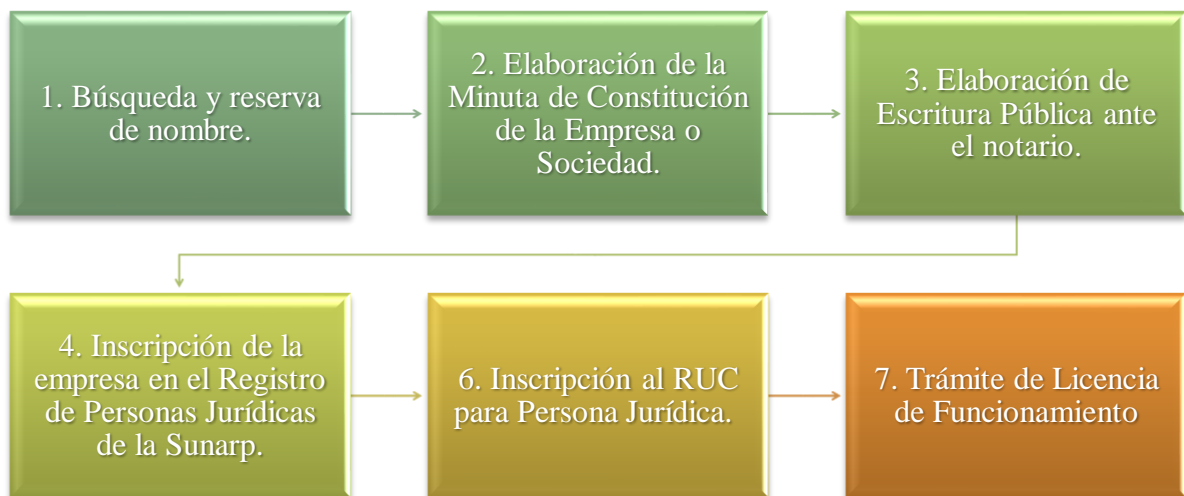 1. Búsqueda y reserva
de nombre.
2. Elaboración de la
Minuta de Constitución
de la Empresa o
Sociedad.
3. Elaboración de
Escritura Pública ante
el notario.
4. Inscripción de la
empresa en el Registro
de Personas Jurídicas
de la Sunarp.
6. Inscripción al RUC
para Persona Jurídica.
7. Trámite de Licencia
de Funcionamiento